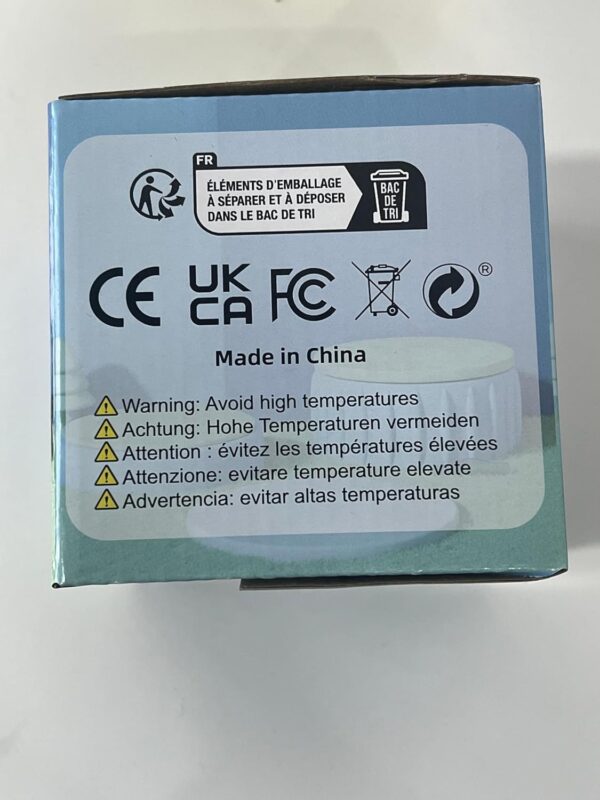 FR
ÉLÉMENTS D'EMBALLAGE
À SÉPARER ET À DÉPOSER
DANS LE BAC DE TRI
BAC
DE
TRI
CE
UK
CA
FC
®
Made in China
Warning: Avoid high temperatures
Achtung: Hohe Temperaturen vermeiden
Attention : évitez les températures élevées
Attenzione: evitare temperature elevate
Advertencia: evitar altas temperaturas